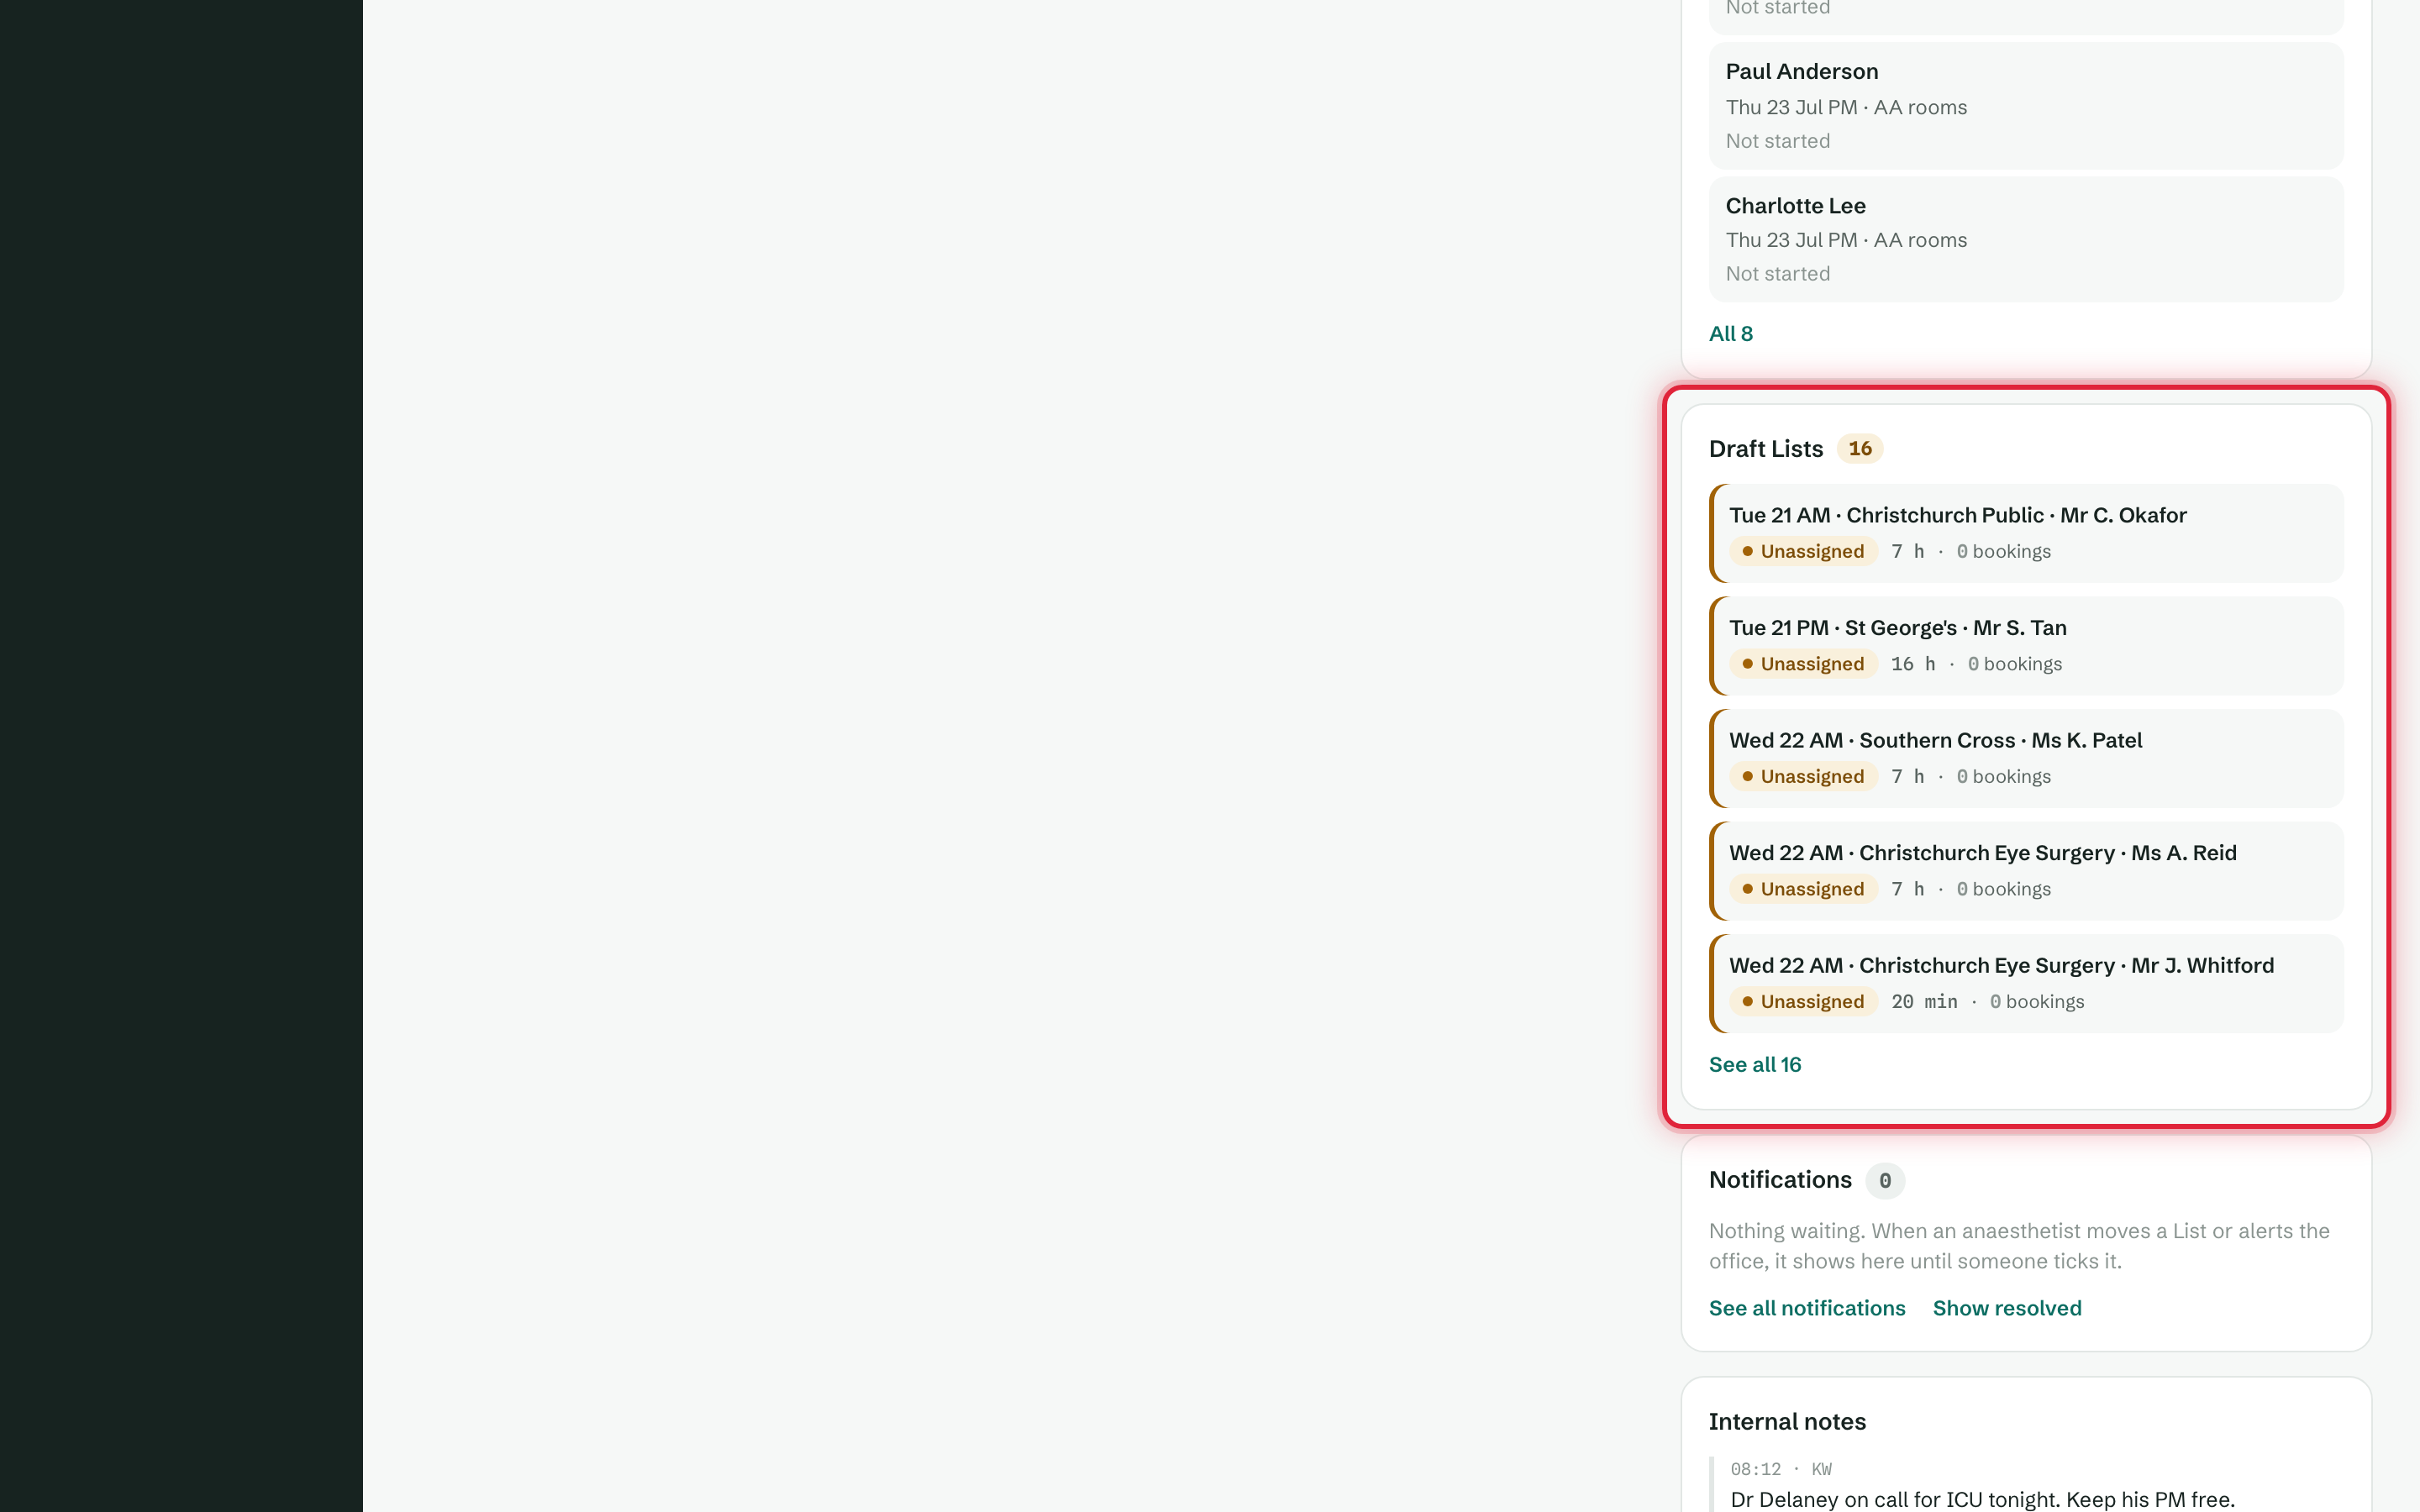 Not started
Paul Anderson
Thu 23 Jul PM · AA rooms
Not started
Charlotte Lee
Thu 23 Jul PM · AA rooms
Not started
All 8
Draft Lists 16
Tue 21 AM · Christchurch Public · Mr C. Okafor
Unassigned 7 h · 0 bookings
Tue 21 PM · St George's · Mr S. Tan
Unassigned 16 h · 0 bookings
Wed 22 AM · Southern Cross · Ms K. Patel
Unassigned 7 h · 0 bookings
Wed 22 AM · Christchurch Eye Surgery · Ms A. Reid
Unassigned 7 h · 0 bookings
Wed 22 AM · Christchurch Eye Surgery · Mr J. Whitford
Unassigned 20 min · 0 bookings
See all 16
Notifications 0
Nothing waiting. When an anaesthetist moves a List or alerts the
office, it shows here until someone ticks it.
See all notifications Show resolved
Internal notes
08:12 · KW
Dr Delaney on call for ICU tonight. Keep his PM free.